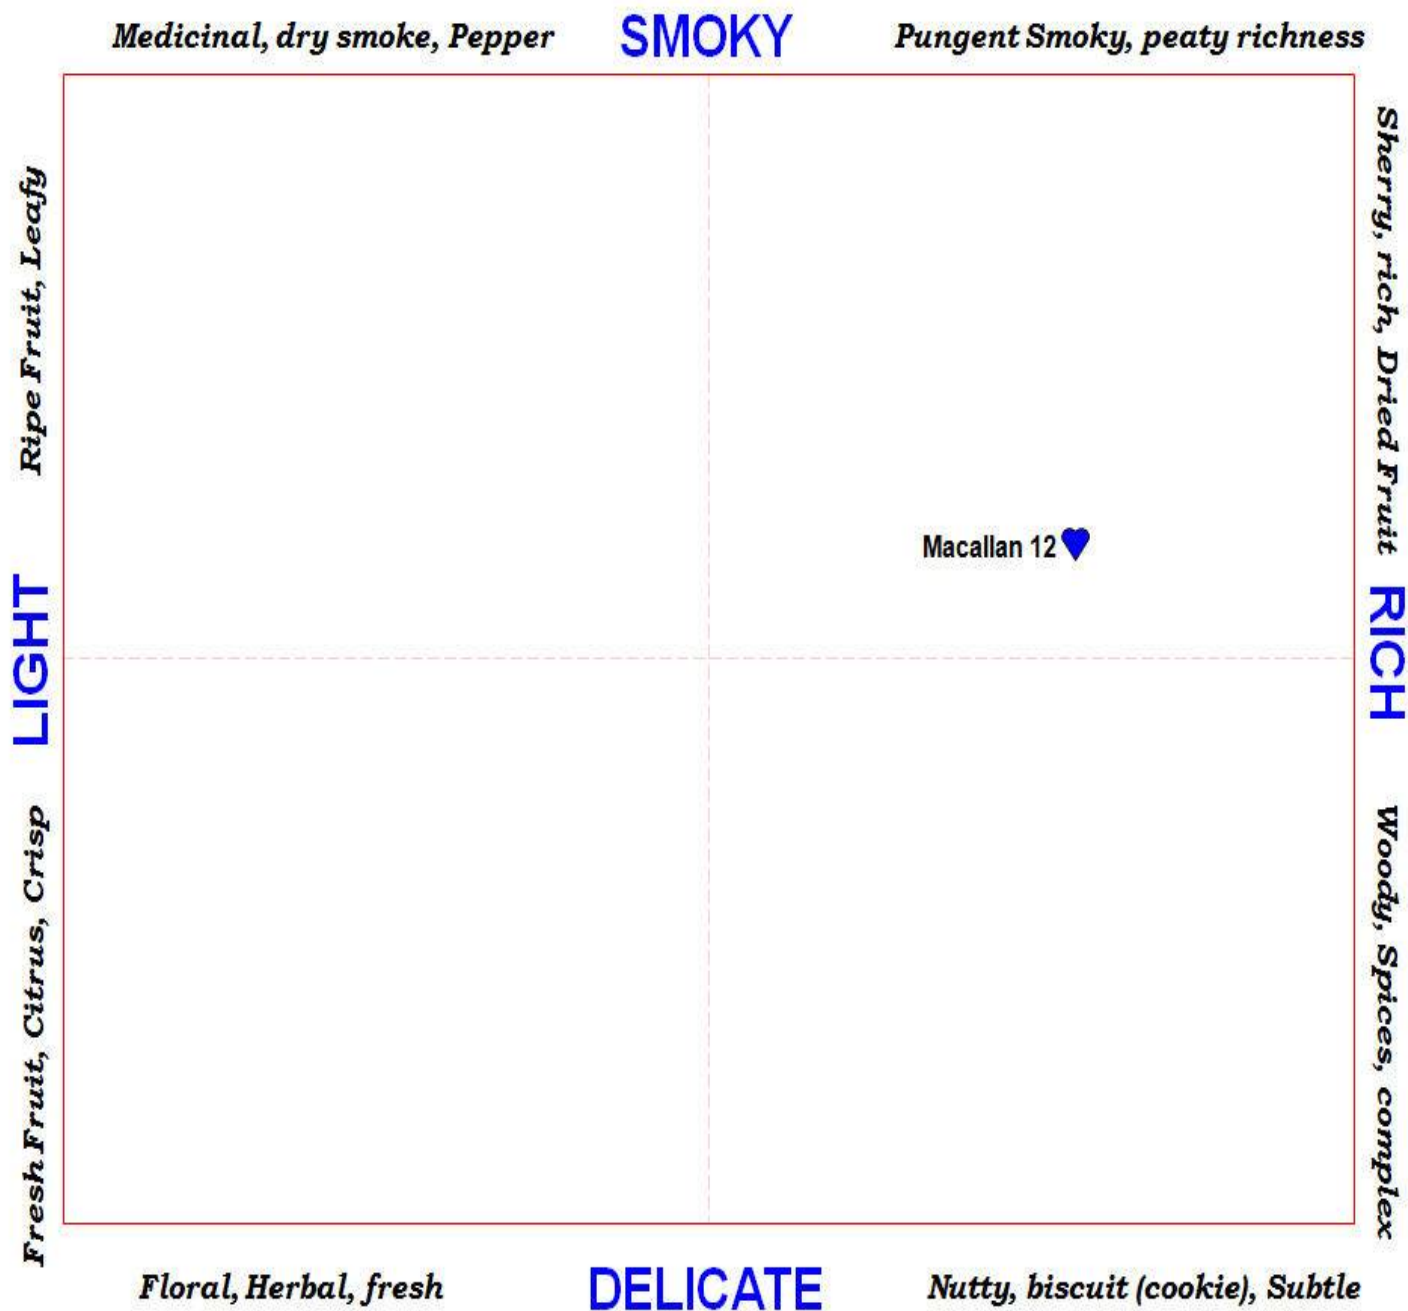 Medicinal, dry smoke, Pepper
SMOKY
Pungent Smoky, peaty richness
Ripe Fruit, Leafy
Sherry, rich, Dried Fruit
Macallan 12
LIGHT
RICH
Fresh Fruit, Citrus, Crisp
Woody, Spices, complex
Floral, Herbal, fresh
DELICATE
Nutty, biscuit (cookie), Subtle